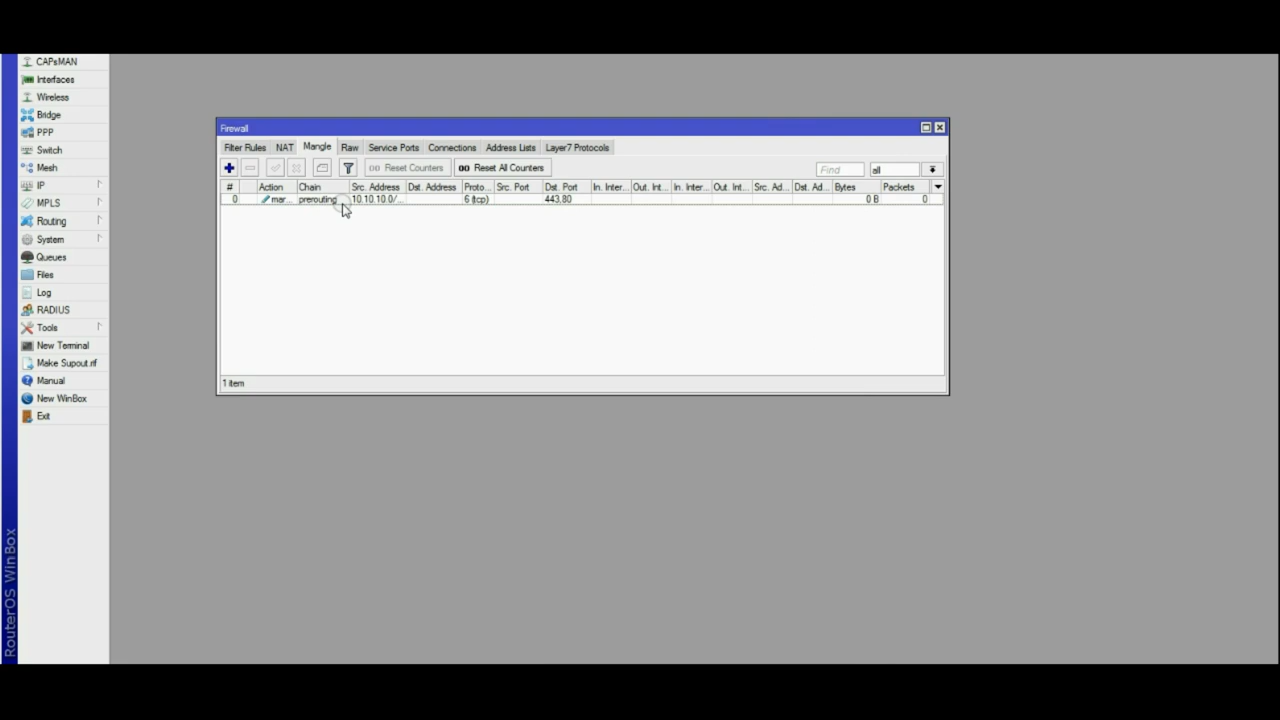 CAPsMAN
Interfaces
Wireless
Bridge
PPP
Switch
Mesh
IP
MPLS
Routing
System
Queues
Files
Log
RADIUS
Tools
New Terminal
Make Supout.rif
Manual
New WinBox
Exit
RouterOS WinBox
Firewall
Filter Rules NAT Mangle Raw Service Ports Connections Address Lists Layer7 Protocols
00 Reset Counters 00 Reset All Counters Find all
# Action Chain Src. Address Dst. Address Proto... Src. Port Dst. Port In. Inter... Out. Int... In. Inter... Out. Int... Src. Ad... Dst. Ad... Bytes Packets
0 mar... prerouting 10.10.10.0/... 6 (tcp) 443,80 0 B 0
1 item